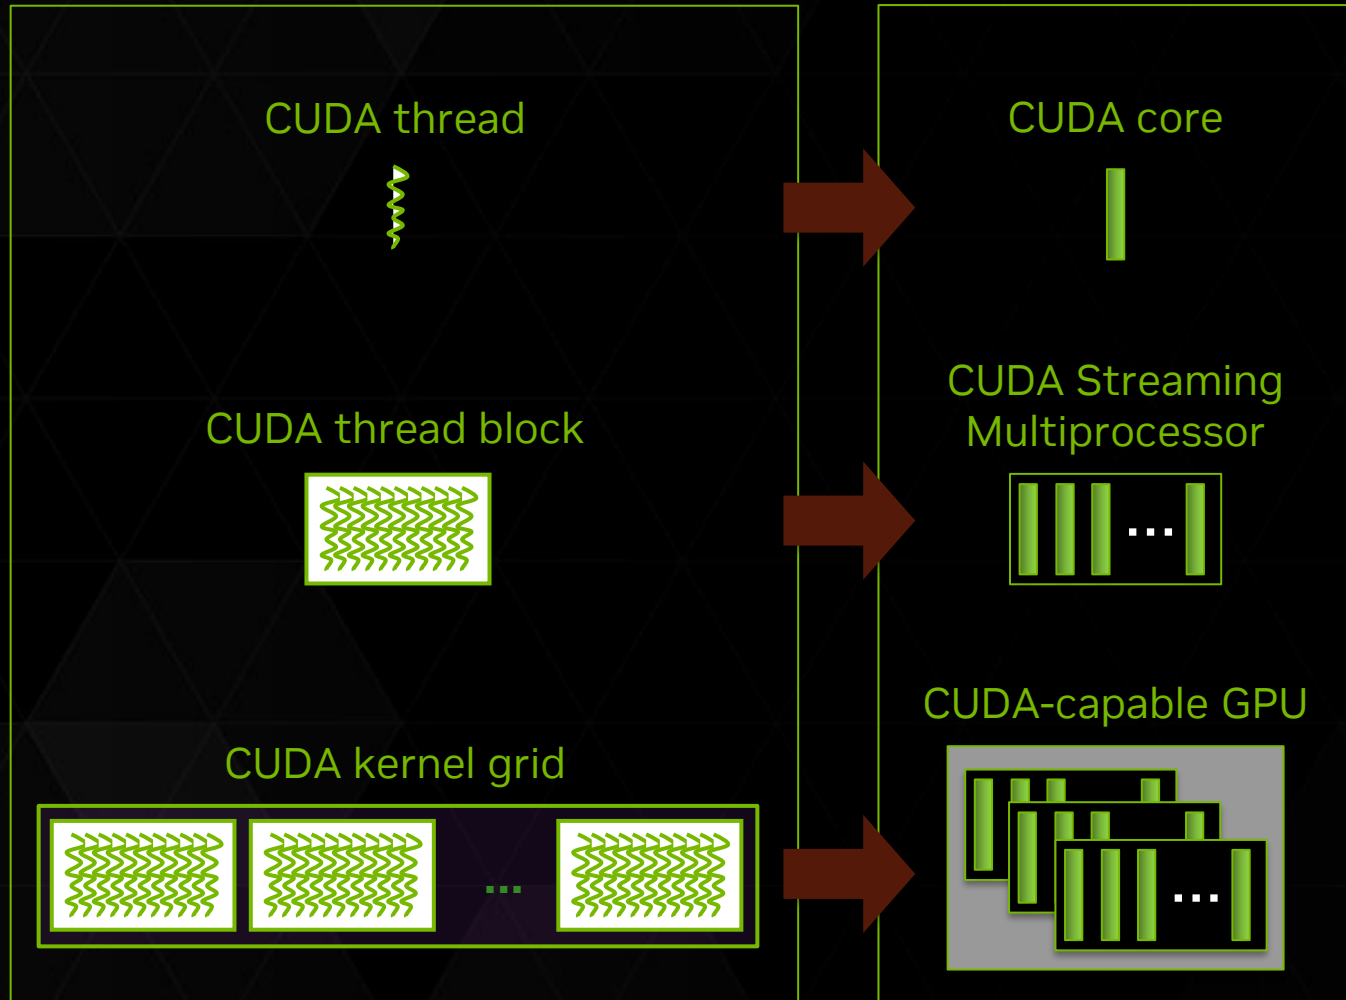 CUDA thread
CUDA core
CUDA thread block
CUDA Streaming
Multiprocessor
...
CUDA kernel grid
...
CUDA-capable GPU
...